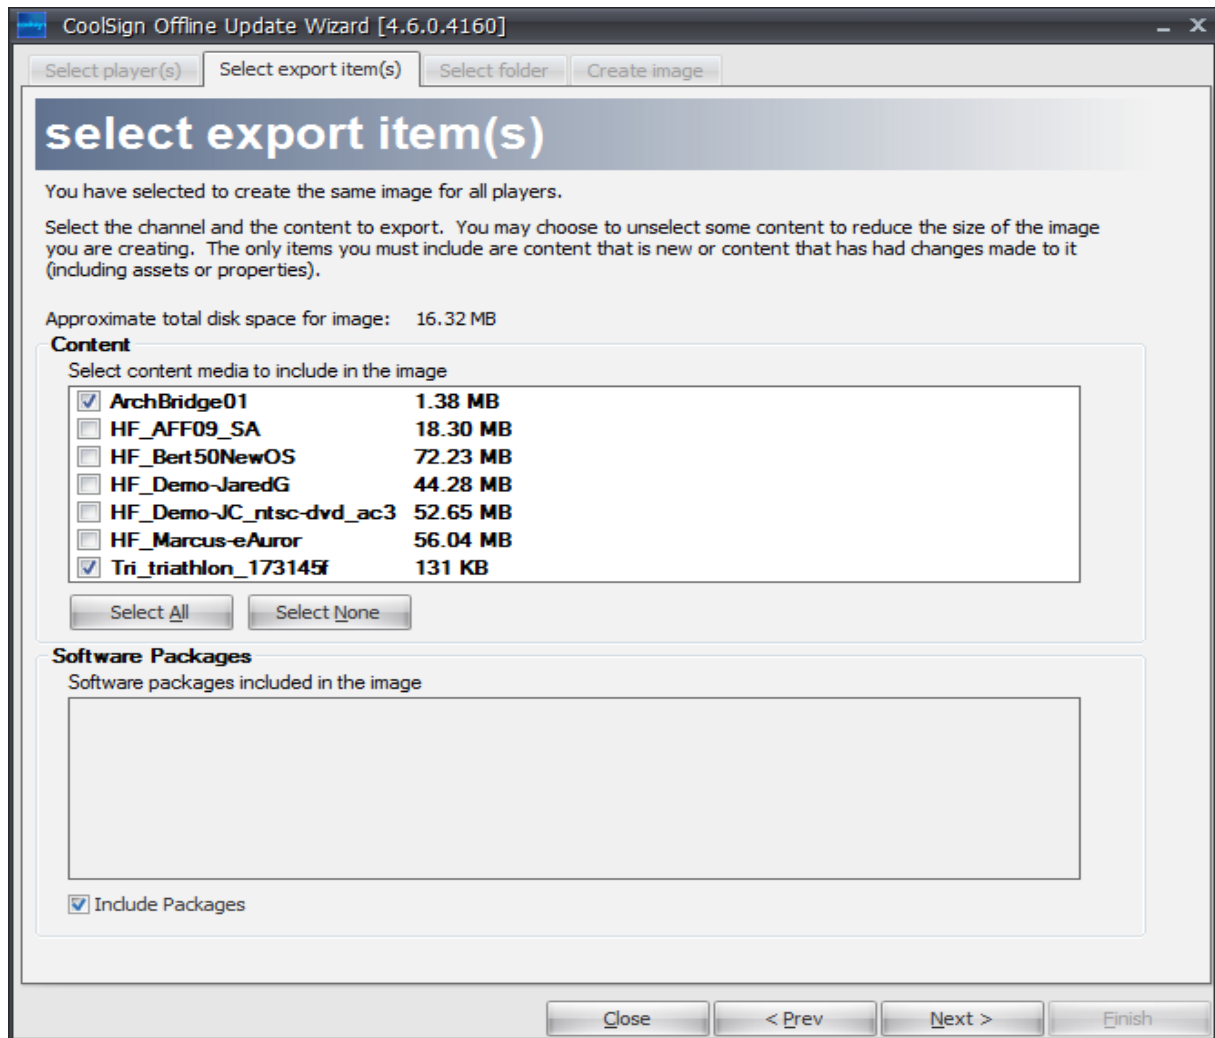 CoolSign Offline Update Wizard [4.6.0.4160]
Select player(s) Select export item(s) Select folder Create image
select export item(s)
You have selected to create the same image for all players.
Select the channel and the content to export. You may choose to unselect some content to reduce the size of the image
you are creating. The only items you must include are content that is new or content that has had changes made to it
(including assets or properties).
Approximate total disk space for image: 16.32 MB
Content
Select content media to include in the image
ArchBridge01 1.38 MB
HF_AFF09_SA 18.30 MB
HF_Bert50NewOS 72.23 MB
HF_Demo-JaredG 44.28 MB
HF_Demo-JC_ntsc-dvd_ac3 52.65 MB
HF_Marcus-eAuror 56.04 MB
Tri_triathlon_173145f 131 KB
Select All Select None
Software Packages
Software packages included in the image
Include Packages
Close < Prev Next > Finish